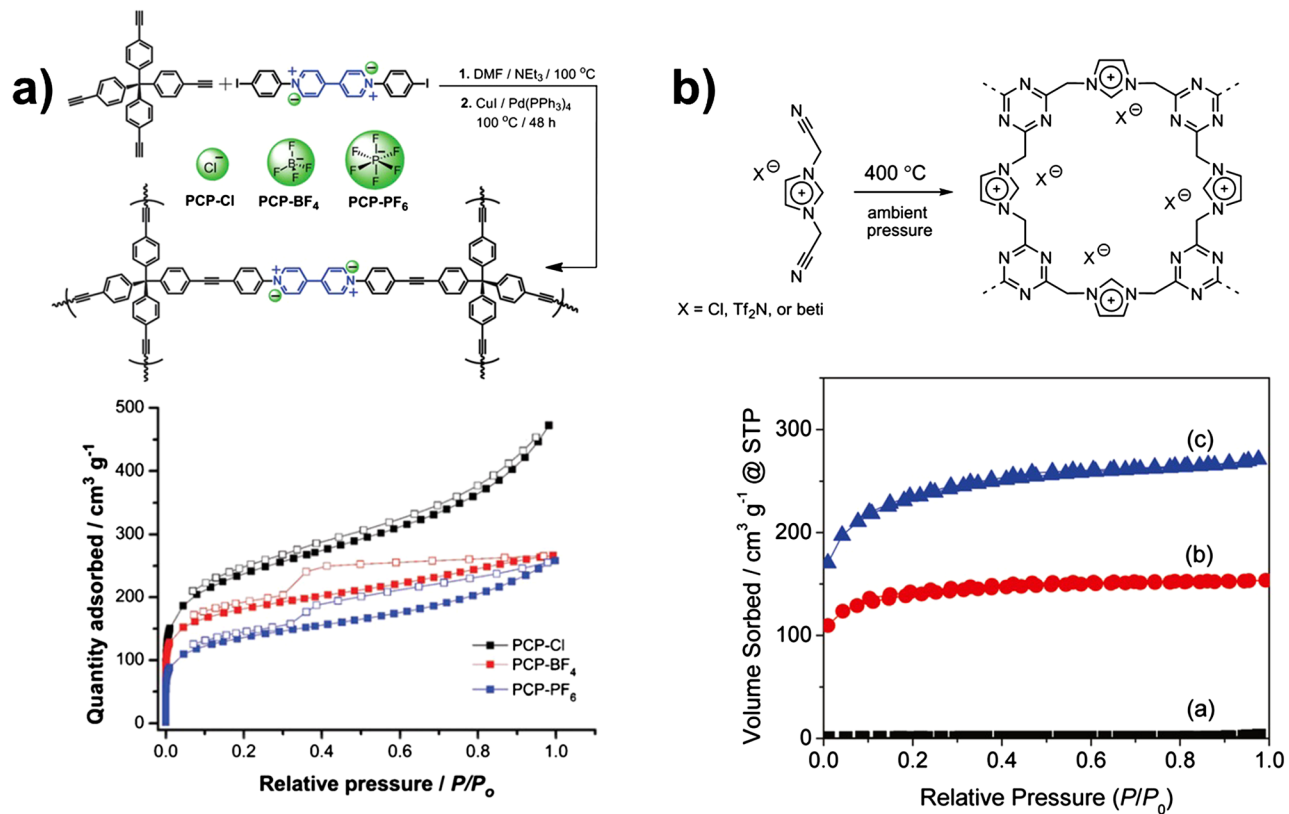 a)
+
I
N
+
N
+
I
1. DMF / NEt3 / 100 °C
2. CuI / Pd(PPh3)4
100 °C / 48 h
Cl−
F
B−
F
F
F
F
F
P−
F
F
F
F
PCP-Cl
PCP-BF4
PCP-PF6
+
N
N
+
b)
N
X⊖
N
+
N
N
X = Cl, Tf2N, or beti
400 °C
ambient
pressure
N
N
N
N
+
N
N
N
N
X⊖
N
+
N
X⊖
X⊖
N
+
N
X⊖
N
N
N
N
+
N
N
N
N
Quantity adsorbed / cm3 g-1
500
400
300
200
100
0
PCP-Cl
PCP-BF4
PCP-PF6
0.0 0.2 0.4 0.6 0.8 1.0
Relative pressure / P/Po
Volume Sorbed / cm3 g-1 @ STP
300
200
100
0
(c)
(b)
(a)
0.0 0.2 0.4 0.6 0.8 1.0
Relative Pressure (P/P0)